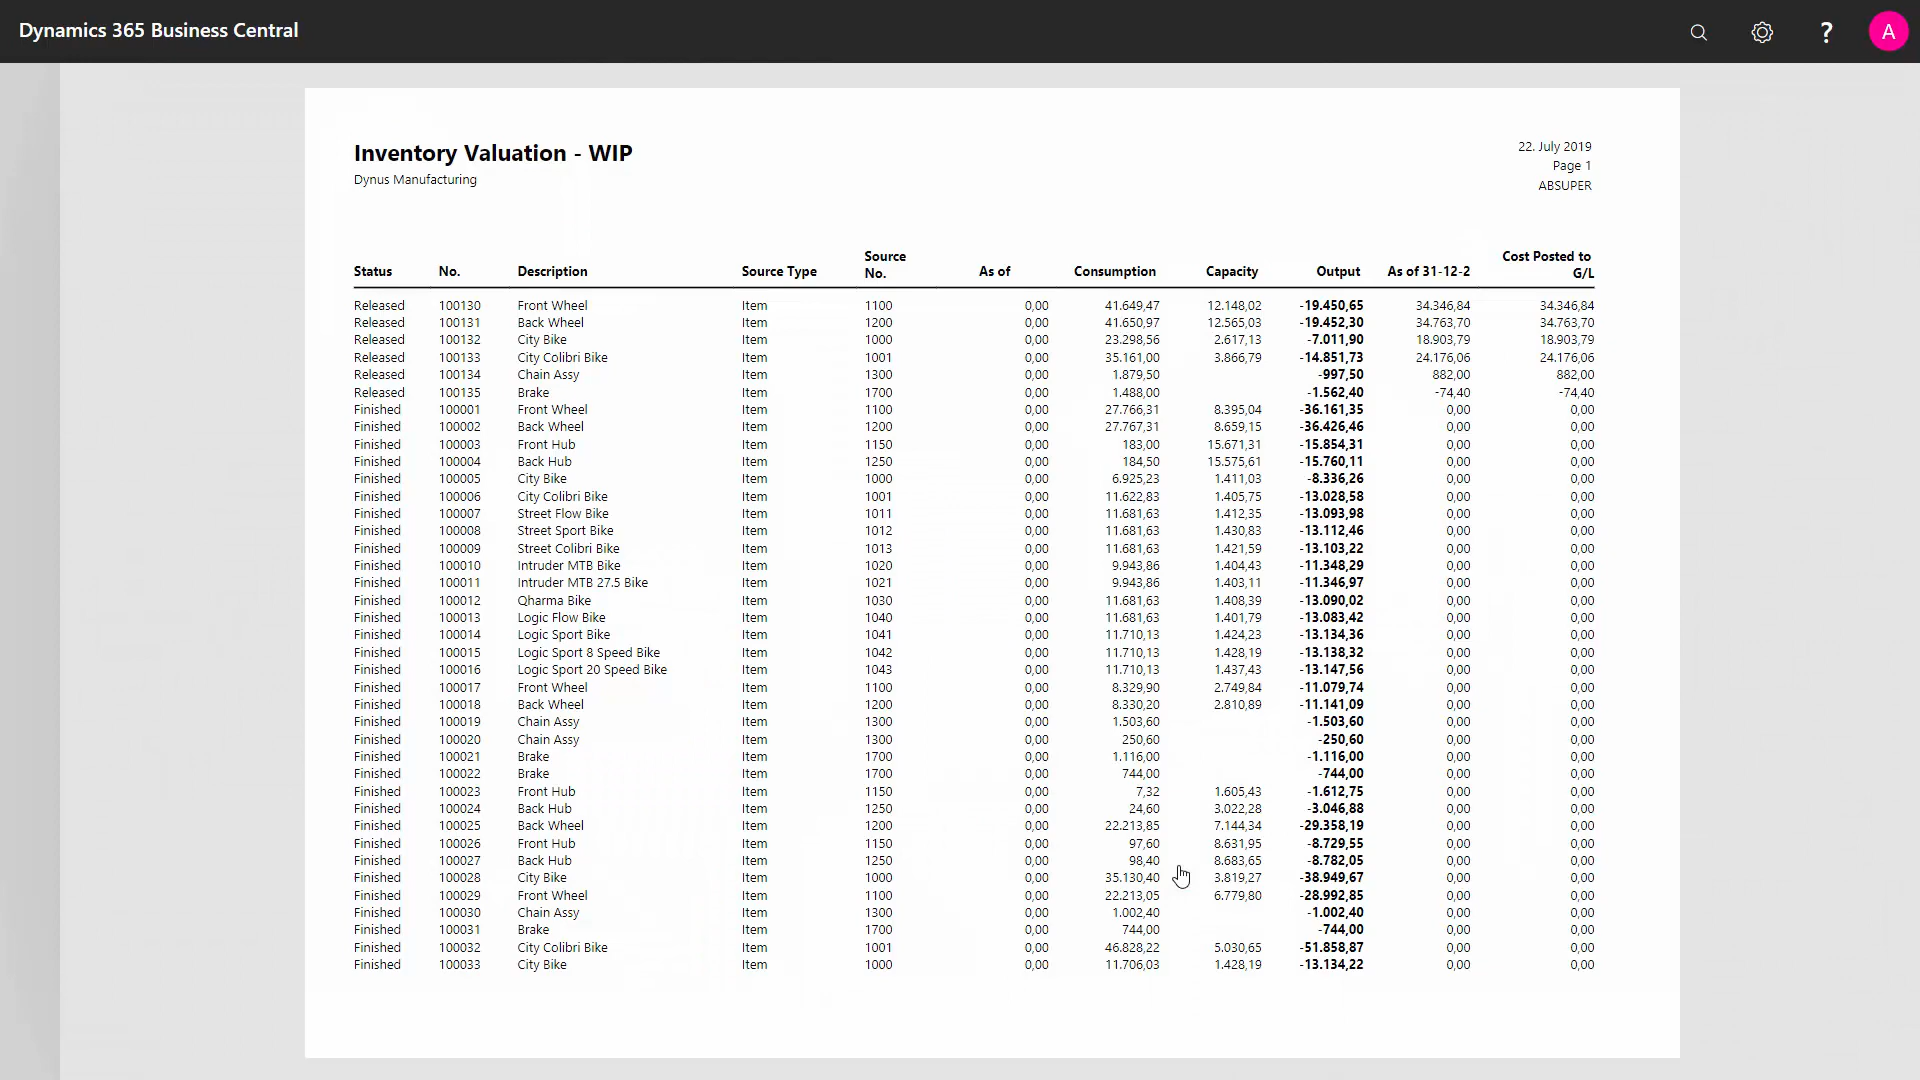 Dynamics 365 Business Central
?
A
Inventory Valuation - WIP
Dynus Manufacturing
22. July 2019
Page 1
ABSUPER
Status No. Description Source Type Source No. As of Consumption Capacity Output As of 31-12-2 Cost Posted to G/L
Released 100130 Front Wheel Item 1100 0,00 41.649,47 12.148,02 -19.450,65 34.346,84 34.346,84
Released 100131 Back Wheel Item 1200 0,00 41.650,97 12.565,03 -19.452,30 34.763,70 34.763,70
Released 100132 City Bike Item 1000 0,00 23.298,56 2.617,13 -7.011,90 18.903,79 18.903,79
Released 100133 City Colibri Bike Item 1001 0,00 35.161,00 3.866,79 -14.851,73 24.176,06 24.176,06
Released 100134 Chain Assy Item 1300 0,00 1.879,50 -997,50 882,00 882,00
Released 100135 Brake Item 1700 0,00 1.488,00 -1.562,40 -74,40 -74,40
Finished 100001 Front Wheel Item 1100 0,00 27.766,31 8.395,04 -36.161,35 0,00 0,00
Finished 100002 Back Wheel Item 1200 0,00 27.767,31 8.659,15 -36.426,46 0,00 0,00
Finished 100003 Front Hub Item 1150 0,00 183,00 15.671,31 -15.854,31 0,00 0,00
Finished 100004 Back Hub Item 1250 0,00 184,50 15.575,61 -15.760,11 0,00 0,00
Finished 100005 City Bike Item 1000 0,00 6.925,23 1.411,03 -8.336,26 0,00 0,00
Finished 100006 City Colibri Bike Item 1001 0,00 11.622,83 1.405,75 -13.028,58 0,00 0,00
Finished 100007 Street Flow Bike Item 1011 0,00 11.681,63 1.412,35 -13.093,98 0,00 0,00
Finished 100008 Street Sport Bike Item 1012 0,00 11.681,63 1.430,83 -13.112,46 0,00 0,00
Finished 100009 Street Colibri Bike Item 1013 0,00 11.681,63 1.421,59 -13.103,22 0,00 0,00
Finished 100010 Intruder MTB Bike Item 1020 0,00 9.943,86 1.404,43 -11.348,29 0,00 0,00
Finished 100011 Intruder MTB 27.5 Bike Item 1021 0,00 9.943,86 1.403,11 -11.346,97 0,00 0,00
Finished 100012 Qharma Bike Item 1030 0,00 11.681,63 1.408,39 -13.090,02 0,00 0,00
Finished 100013 Logic Flow Bike Item 1040 0,00 11.681,63 1.401,79 -13.083,42 0,00 0,00
Finished 100014 Logic Sport Bike Item 1041 0,00 11.710,13 1.424,23 -13.134,36 0,00 0,00
Finished 100015 Logic Sport 8 Speed Bike Item 1042 0,00 11.710,13 1.428,19 -13.138,32 0,00 0,00
Finished 100016 Logic Sport 20 Speed Bike Item 1043 0,00 11.710,13 1.437,43 -13.147,56 0,00 0,00
Finished 100017 Front Wheel Item 1100 0,00 8.329,90 2.749,84 -11.079,74 0,00 0,00
Finished 100018 Back Wheel Item 1200 0,00 8.330,20 2.810,89 -11.141,09 0,00 0,00
Finished 100019 Chain Assy Item 1300 0,00 1.503,60 -1.503,60 0,00 0,00
Finished 100020 Chain Assy Item 1300 0,00 250,60 -250,60 0,00 0,00
Finished 100021 Brake Item 1700 0,00 1.116,00 -1.116,00 0,00 0,00
Finished 100022 Brake Item 1700 0,00 744,00 -744,00 0,00 0,00
Finished 100023 Front Hub Item 1150 0,00 7,32 1.605,43 -1.612,75 0,00 0,00
Finished 100024 Back Hub Item 1250 0,00 24,60 3.022,28 -3.046,88 0,00 0,00
Finished 100025 Back Wheel Item 1200 0,00 22.213,85 7.144,34 -29.358,19 0,00 0,00
Finished 100026 Front Hub Item 1150 0,00 97,60 8.631,95 -8.729,55 0,00 0,00
Finished 100027 Back Hub Item 1250 0,00 98,40 8.683,65 -8.782,05 0,00 0,00
Finished 100028 City Bike Item 1000 0,00 35.130,40 3.819,27 -38.949,67 0,00 0,00
Finished 100029 Front Wheel Item 1100 0,00 22.213,05 6.779,80 -28.992,85 0,00 0,00
Finished 100030 Chain Assy Item 1300 0,00 1.002,40 -1.002,40 0,00 0,00
Finished 100031 Brake Item 1700 0,00 744,00 -744,00 0,00 0,00
Finished 100032 City Colibri Bike Item 1001 0,00 46.828,22 5.030,65 -51.858,87 0,00 0,00
Finished 100033 City Bike Item 1000 0,00 11.706,03 1.428,19 -13.134,22 0,00 0,00